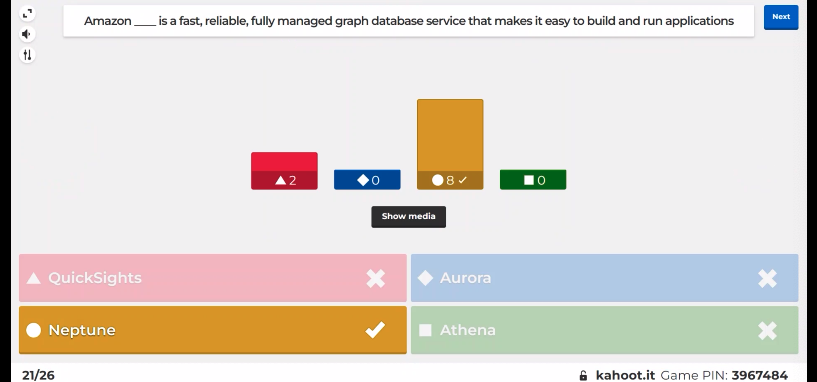 Amazon ____ is a fast, reliable, fully managed graph database service that makes it easy to build and run applications
Next
2
0
8
0
Show media
QuickSights
Aurora
Neptune
Athena
21/26
kahoot.it Game PIN: 3967484